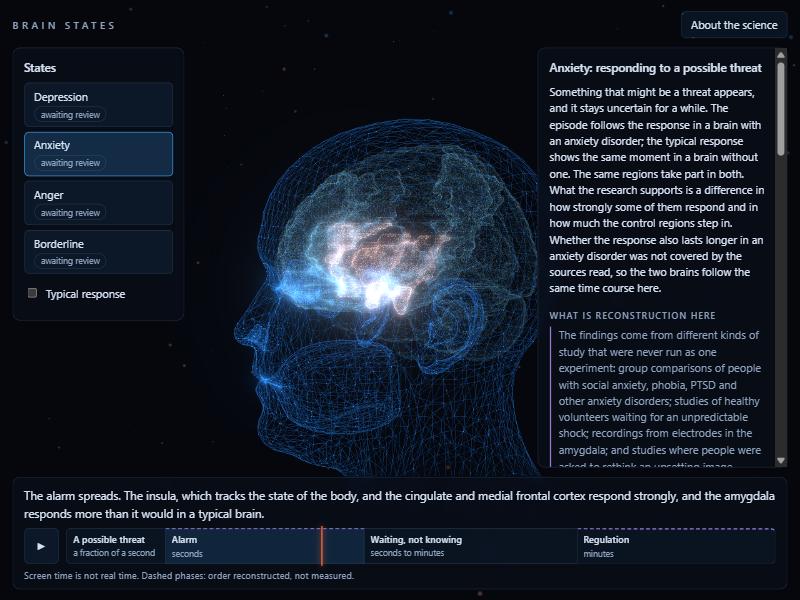 BRAIN STATES
About the science
States
Depression
awaiting review
Anxiety
awaiting review
Anger
awaiting review
Borderline
awaiting review
Typical response
Anxiety: responding to a possible threat
Something that might be a threat appears,
and it stays uncertain for a while. The
episode follows the response in a brain with
an anxiety disorder; the typical response
shows the same moment in a brain without
one. The same regions take part in both.
What the research supports is a difference in
how strongly some of them respond and in
how much the control regions step in.
Whether the response also lasts longer in an
anxiety disorder was not covered by the
sources read, so the two brains follow the
same time course here.
WHAT IS RECONSTRUCTION HERE
The findings come from different kinds of
study that were never run as one
experiment: group comparisons of people
with social anxiety, phobia, PTSD and
other anxiety disorders; studies of healthy
volunteers waiting for an unpredictable
shock; recordings from electrodes in the
amygdala; and studies where people were
asked to rethink an upsetting image
The alarm spreads. The insula, which tracks the state of the body, and the cingulate and medial frontal cortex respond strongly, and the amygdala
responds more than it would in a typical brain.
A possible threat
a fraction of a second
Alarm
seconds
Waiting, not knowing
seconds to minutes
Regulation
minutes
Screen time is not real time. Dashed phases: order reconstructed, not measured.